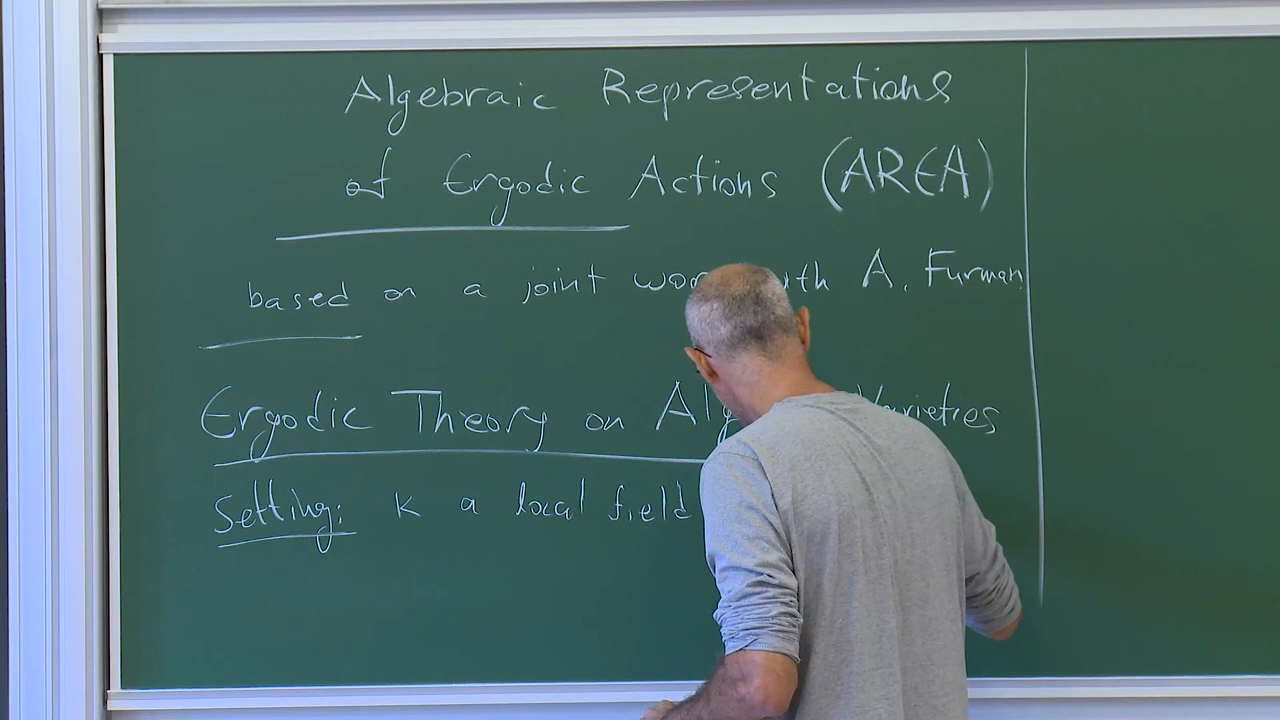 Algebraic Representations
of Ergodic Actions (AREA)
based on a joint A. Furman
Ergodic Theory on Varieties
Setting: k a local field